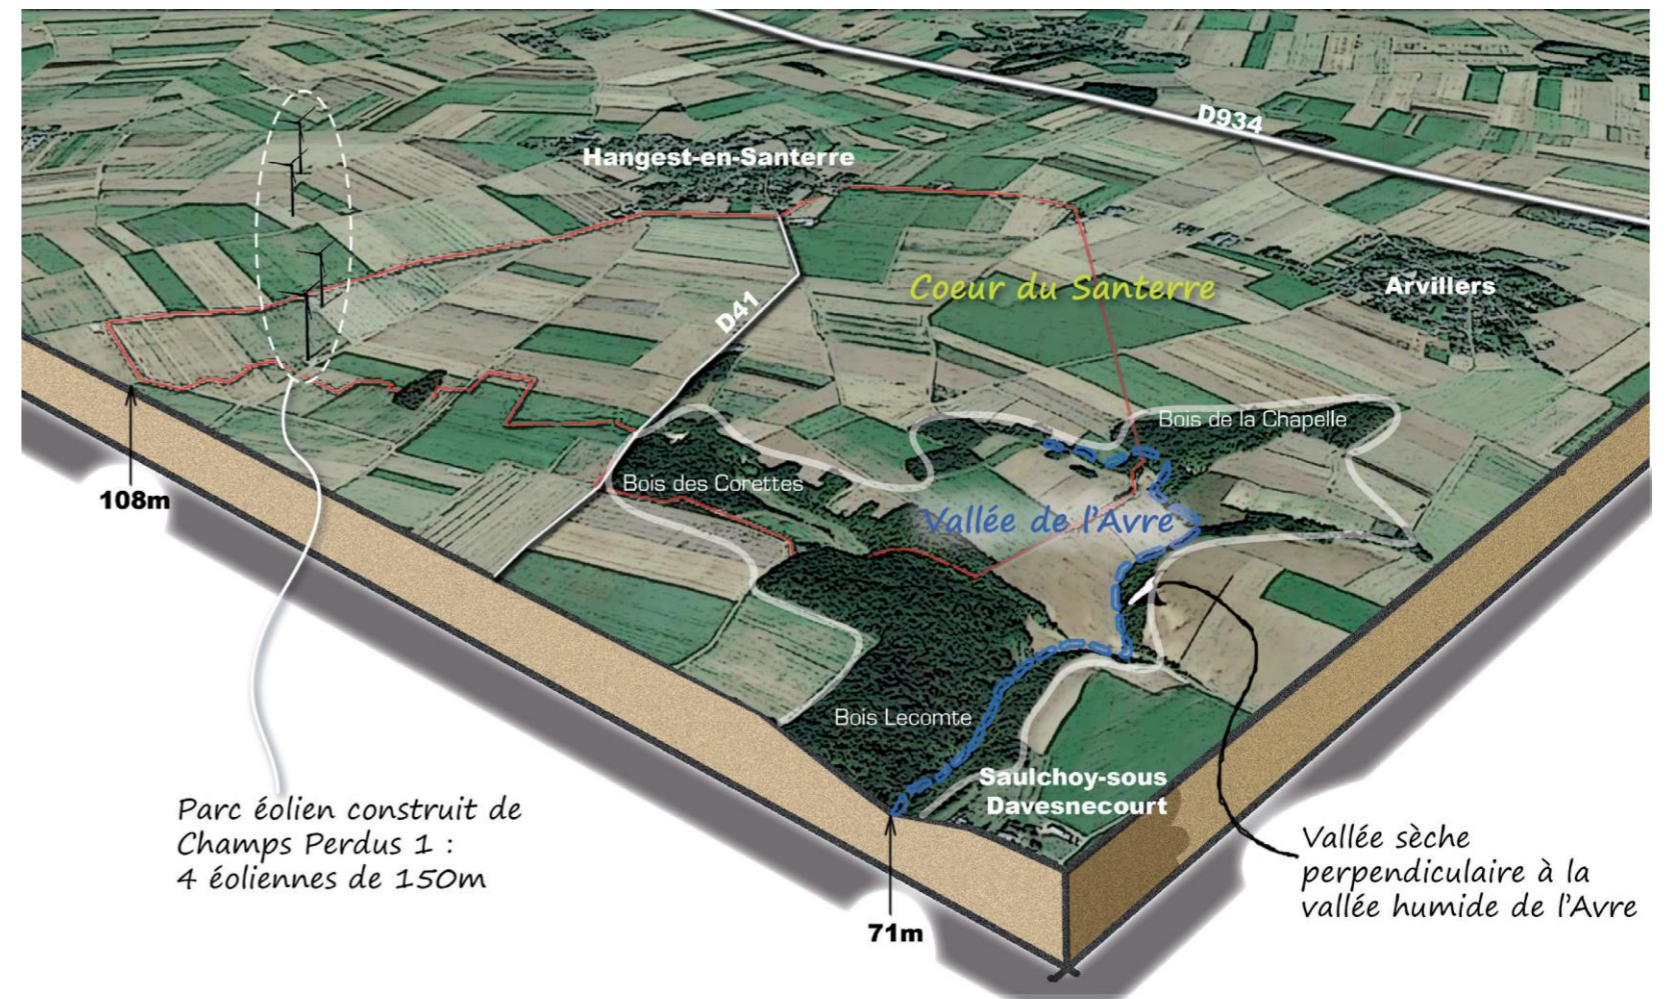 D934
Hangest-en-Santerre
Coeur du Santerre
Arvillers
D41
Bois de la Chapelle
108m
Bois des Corettes
Vallée de l'Avre
Bois Lecomte
Saulchoy-sous
Davesnecourt
Parc éolien construit de
Champs Perdus 1 :
4 éoliennes de 150m
Vallée sèche
perpendiculaire à la
vallée humide de l'Avre
71m